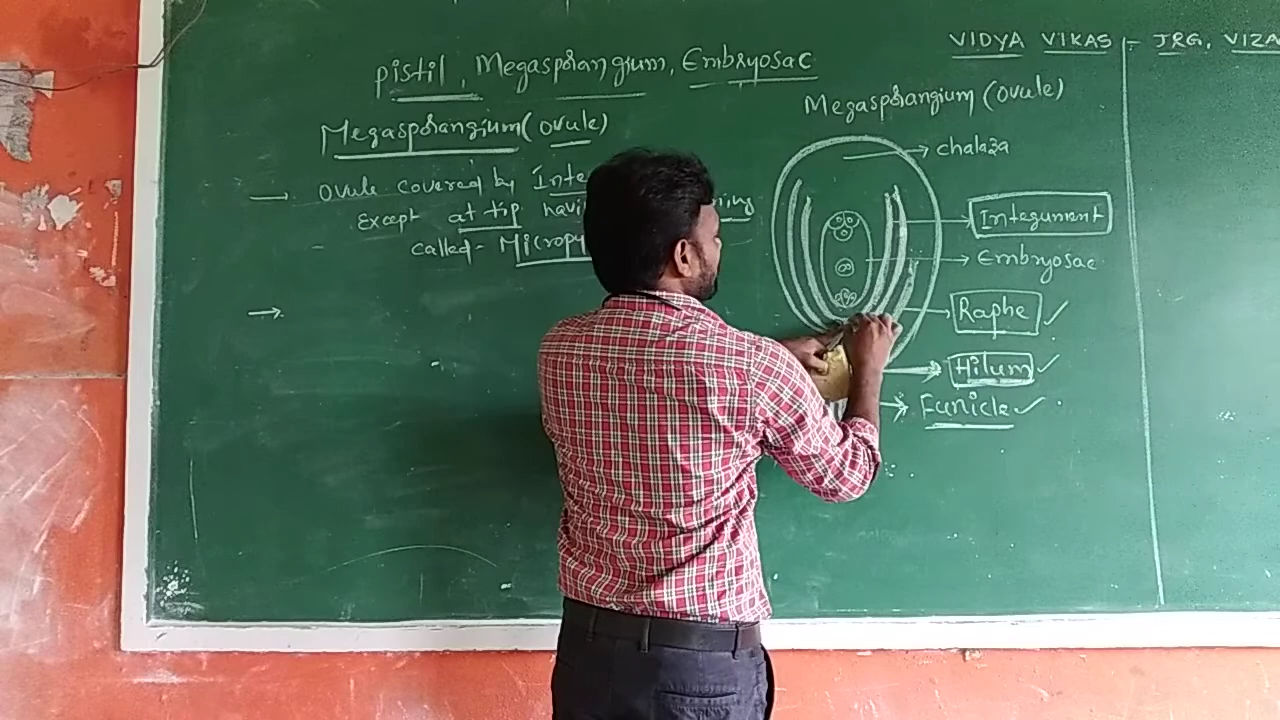 VIDYA VIKAS - JRG, VIZA
pistil, Megasporangium, Embryosac
Megasporangium (ovule)
Megasporangium (ovule)
→ ovule covered by Inte
Except at tip havi
called - Micropy
→
→ chalaza
→ Integument
→ Embryosac
→ Raphe ✓
→ Hilum ✓
→ Funicle ✓